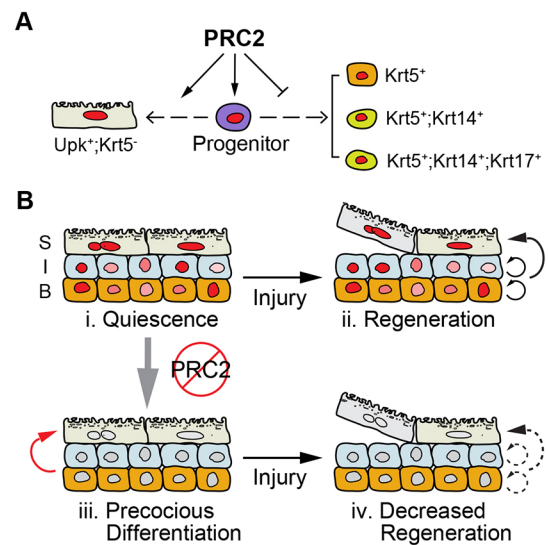 A
PRC2
Krt5⁺
Krt5⁺;Krt14⁺
Krt5⁺;Krt14⁺;Krt17⁺
Upk⁺;Krt5⁻
Progenitor
B
S
I
B
Injury
i. Quiescence
ii. Regeneration
PRC2
Injury
iii. Precocious
Differentiation
iv. Decreased
Regeneration